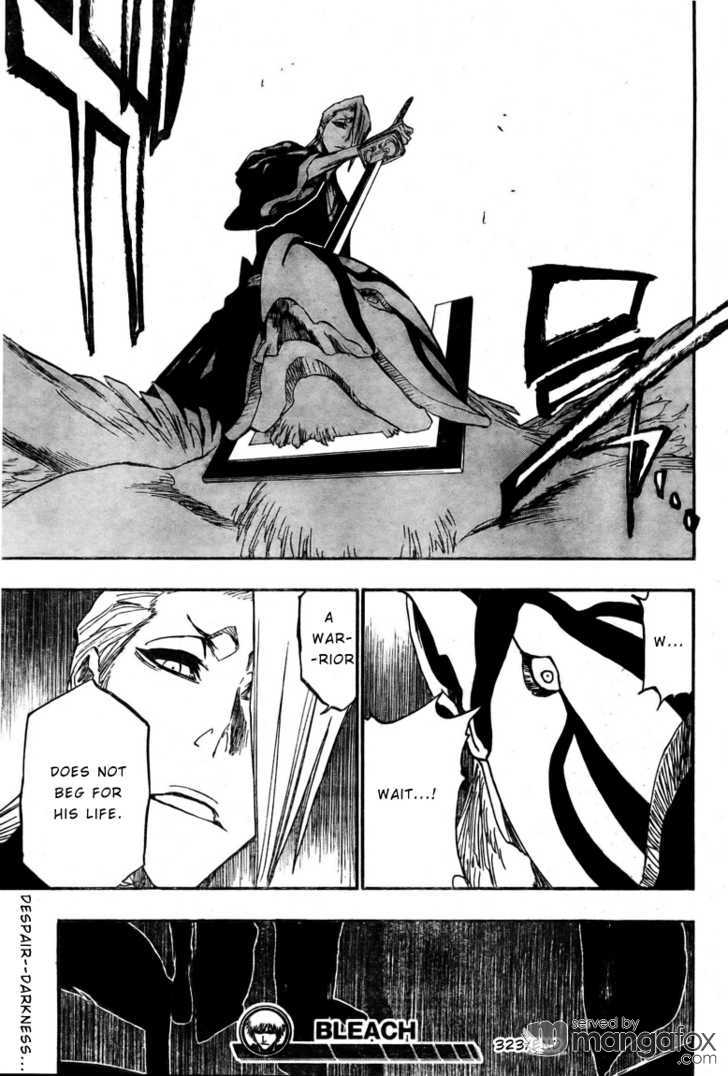 W...
WAIT...!
A
WAR-
-RIOR
DOES NOT
BEG FOR
HIS LIFE.
DESPAIR--DARKNESS...
BLEACH
323.
served by
mangafox.com